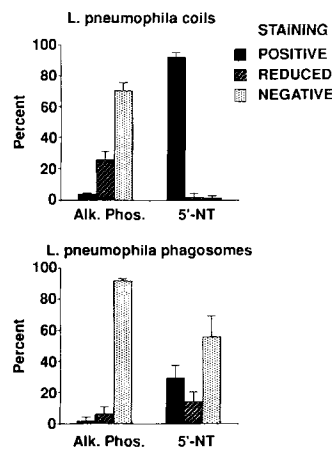 L. pneumophila coils
STAINING
POSITIVE
REDUCED
NEGATIVE
Percent
100
80
60
40
20
0
Alk. Phos. 5'-NT
L. pneumophila phagosomes
Percent
100
80
60
40
20
0
Alk. Phos. 5'-NT